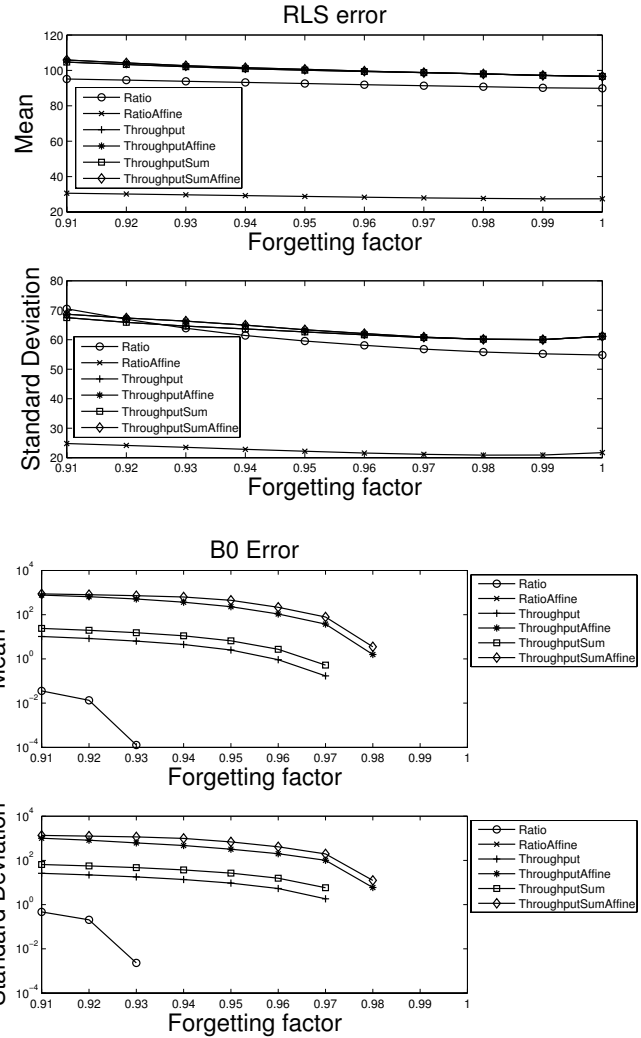 RLS error
120
100
80
60
40
20
Mean
Ratio
RatioAffine
Throughput
ThroughputAffine
ThroughputSum
ThroughputSumAffine
0.91 0.92 0.93 0.94 0.95 0.96 0.97 0.98 0.99 1
Forgetting factor
80
70
60
50
40
30
20
Standard Deviation
Ratio
RatioAffine
Throughput
ThroughputAffine
ThroughputSum
ThroughputSumAffine
0.91 0.92 0.93 0.94 0.95 0.96 0.97 0.98 0.99 1
Forgetting factor
B0 Error
10^4
10^2
10^0
10^−2
10^−4
Mean
0.91 0.92 0.93 0.94 0.95 0.96 0.97 0.98 0.99 1
Forgetting factor
Ratio
RatioAffine
Throughput
ThroughputAffine
ThroughputSum
ThroughputSumAffine
10^4
10^2
10^0
10^−2
10^−4
Standard Deviation
0.91 0.92 0.93 0.94 0.95 0.96 0.97 0.98 0.99 1
Forgetting factor
Ratio
RatioAffine
Throughput
ThroughputAffine
ThroughputSum
ThroughputSumAffine